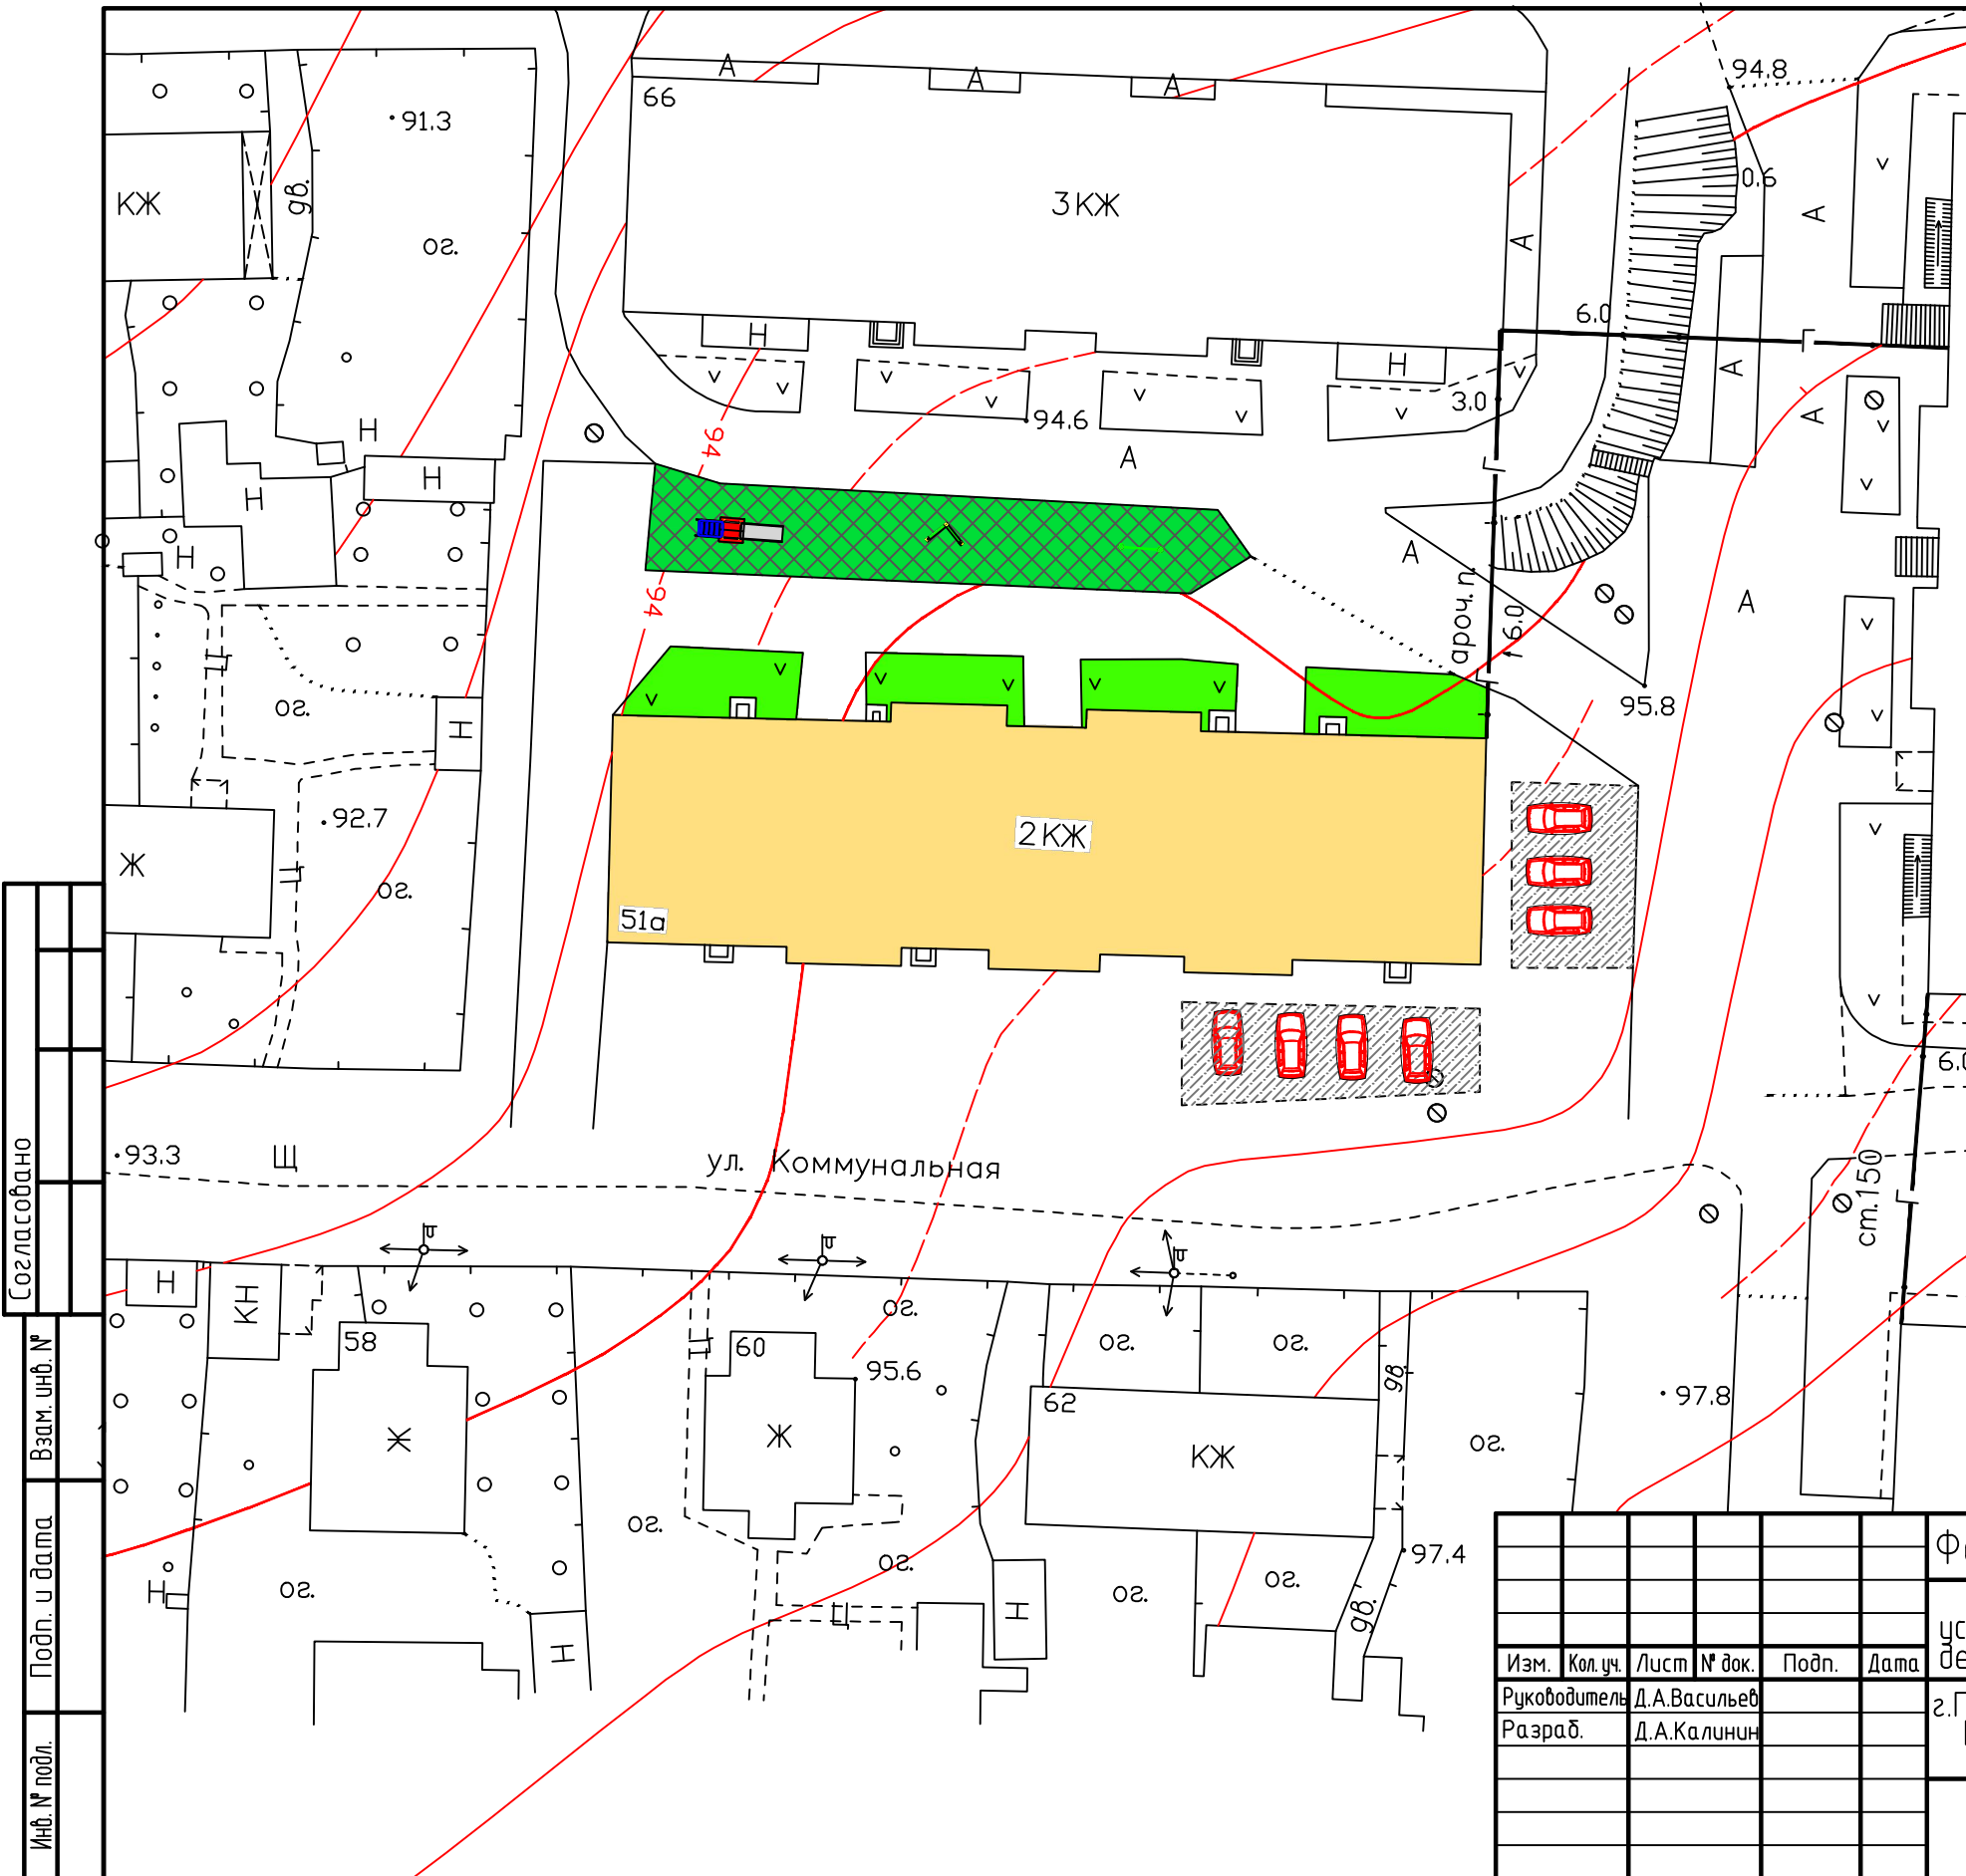 А
А
А
94.8
66
91.3
КЖ
3КЖ
0.6
дв.
А
А
ог.
6.0
Г
Н
Н
А
3.0
94.6
А
94
Н
А
Г
Н
Н
Н
А
94
ароч.п.
6.0
А
Ц
ог.
Н
Г
95.8
92.7
2КЖ
Ж
Ц
ог.
51а
6.0
93.3
Щ
ул. Коммунальная
ст.150
Г
Согласовано
Н
КН
58
Ц
60
ог.
ог.
ог.
95.6
дв.
62
97.8
Ж
Ж
КЖ
ог.
Взам. инв. №
ог.
ог.
97.4
Н
ог.
ог.
ог.
Н
Н
Ц
дв.
Подп. и дата
Изм. Кол.уч. Лист № док. Подп. Дата
Руководитель Д.А.Васильев
Разраб. Д.А.Калинин
г.П
Инв. № подл.